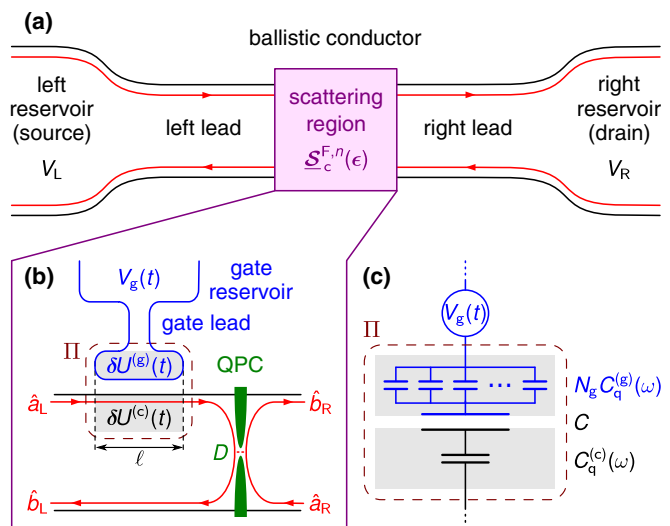 (a)
ballistic conductor
left
reservoir
(source)
V_L
left lead
scattering
region
S_c^{F,n}(ϵ)
right lead
right
reservoir
(drain)
V_R
(b)
V_g(t)
gate
reservoir
gate lead
Π
δU^{(g)}(t)
δU^{(c)}(t)
QPC
â_L
b̂_R
D
ℓ
b̂_L
â_R
(c)
V_g(t)
Π
...
N_g C_q^{(g)}(ω)
C
C_q^{(c)}(ω)